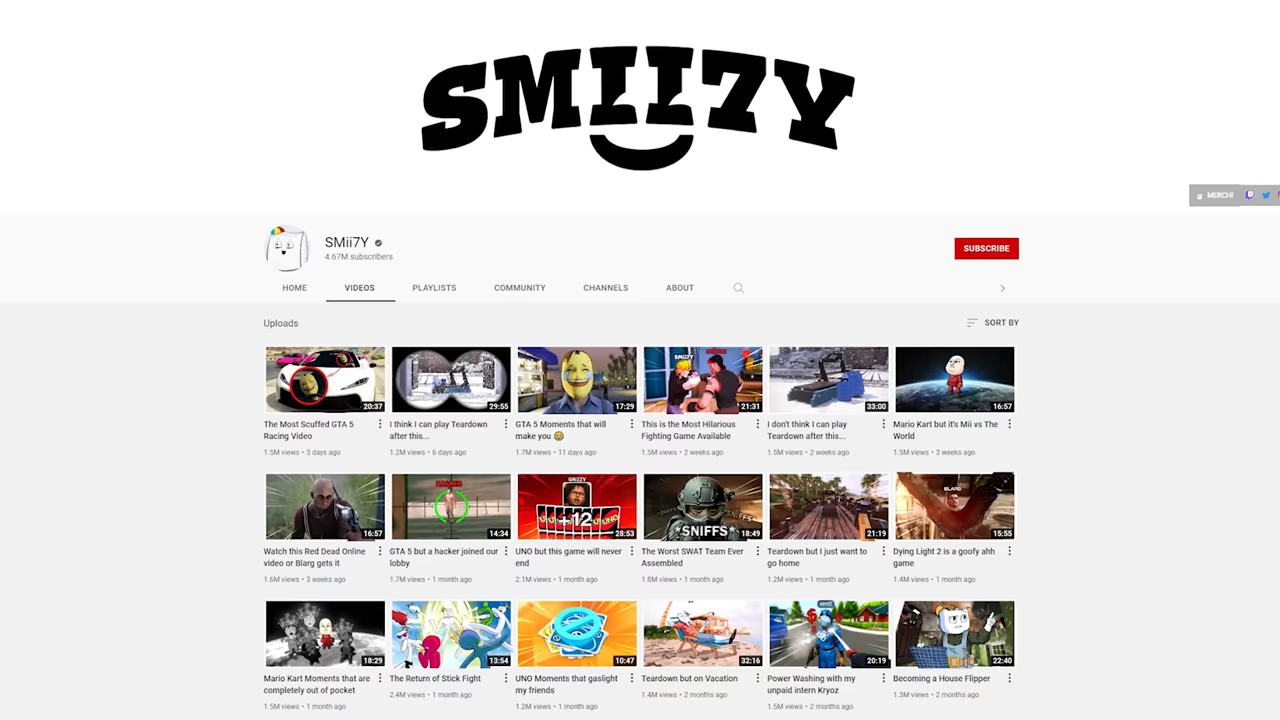 SMII7Y
MERCH!
SMii7Y
4.67M subscribers
SUBSCRIBE
HOME VIDEOS PLAYLISTS COMMUNITY CHANNELS ABOUT
Uploads
SORT BY
20:37 29:55 17:29 SMii7Y 21:31 33:00 16:57
The Most Scuffed GTA 5 Racing Video
1.5M views • 3 days ago
I think I can play Teardown after this...
1.2M views • 6 days ago
GTA 5 Moments that will make you 😂
1.7M views • 11 days ago
This is the Most Hilarious Fighting Game Available
1.5M views • 2 weeks ago
I don't think I can play Teardown after this...
1.5M views • 2 weeks ago
Mario Kart but it's Mii vs The World
1.5M views • 3 weeks ago
16:57 14:34 GRIZZY +12 UNO 28:53 SNIFFS *SNIFFS* 18:49 21:19 BLARG 15:55
Watch this Red Dead Online video or Blarg gets it
1.6M views • 3 weeks ago
GTA 5 but a hacker joined our lobby
1.7M views • 1 month ago
UNO but this game will never end
2.1M views • 1 month ago
The Worst SWAT Team Ever Assembled
1.8M views • 1 month ago
Teardown but I just want to go home
1.2M views • 1 month ago
Dying Light 2 is a goofy ahh game
1.4M views • 1 month ago
18:29 13:54 10:47 32:16 20:19 22:40
Mario Kart Moments that are completely out of pocket
1.5M views • 1 month ago
The Return of Stick Fight
2.4M views • 1 month ago
UNO Moments that gaslight my friends
1.2M views • 1 month ago
Teardown but on Vacation
1.4M views • 2 months ago
Power Washing with my unpaid intern Kryoz
1.5M views • 2 months ago
Becoming a House Flipper
1.3M views • 2 months ago